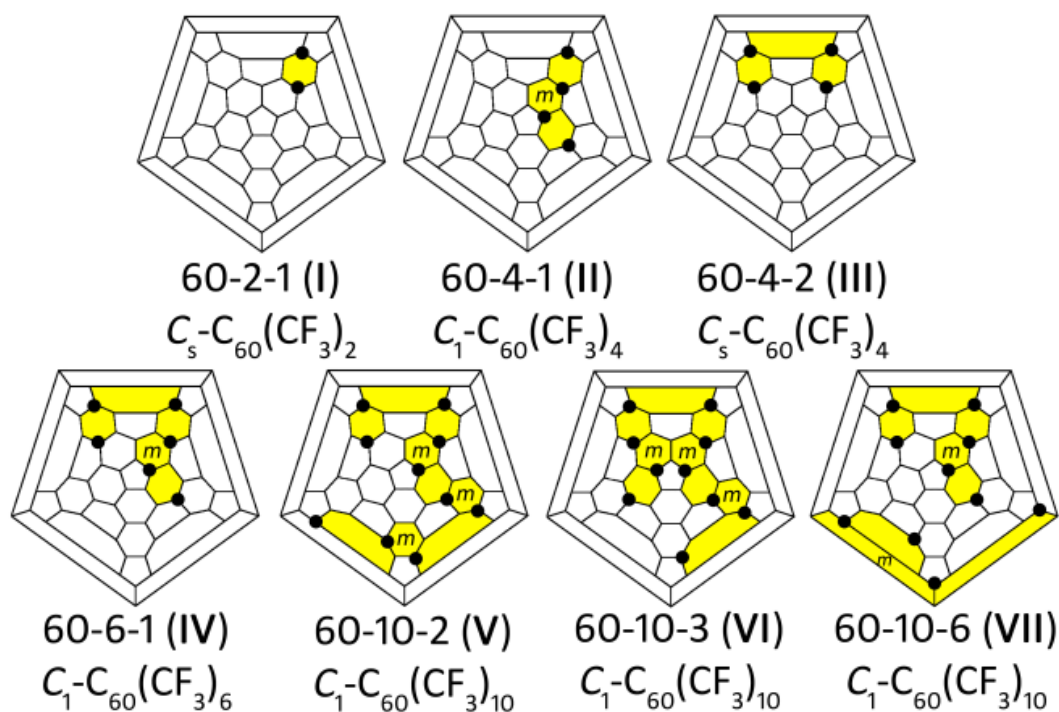 m
60-2-1 (I) 60-4-1 (II) 60-4-2 (III)
Cₛ-C₆₀(CF₃)₂ C₁-C₆₀(CF₃)₄ Cₛ-C₆₀(CF₃)₄
m m m m
m
m
m
60-6-1 (IV) 60-10-2 (V) 60-10-3 (VI) 60-10-6 (VII)
C₁-C₆₀(CF₃)₆ C₁-C₆₀(CF₃)₁₀ C₁-C₆₀(CF₃)₁₀ C₁-C₆₀(CF₃)₁₀